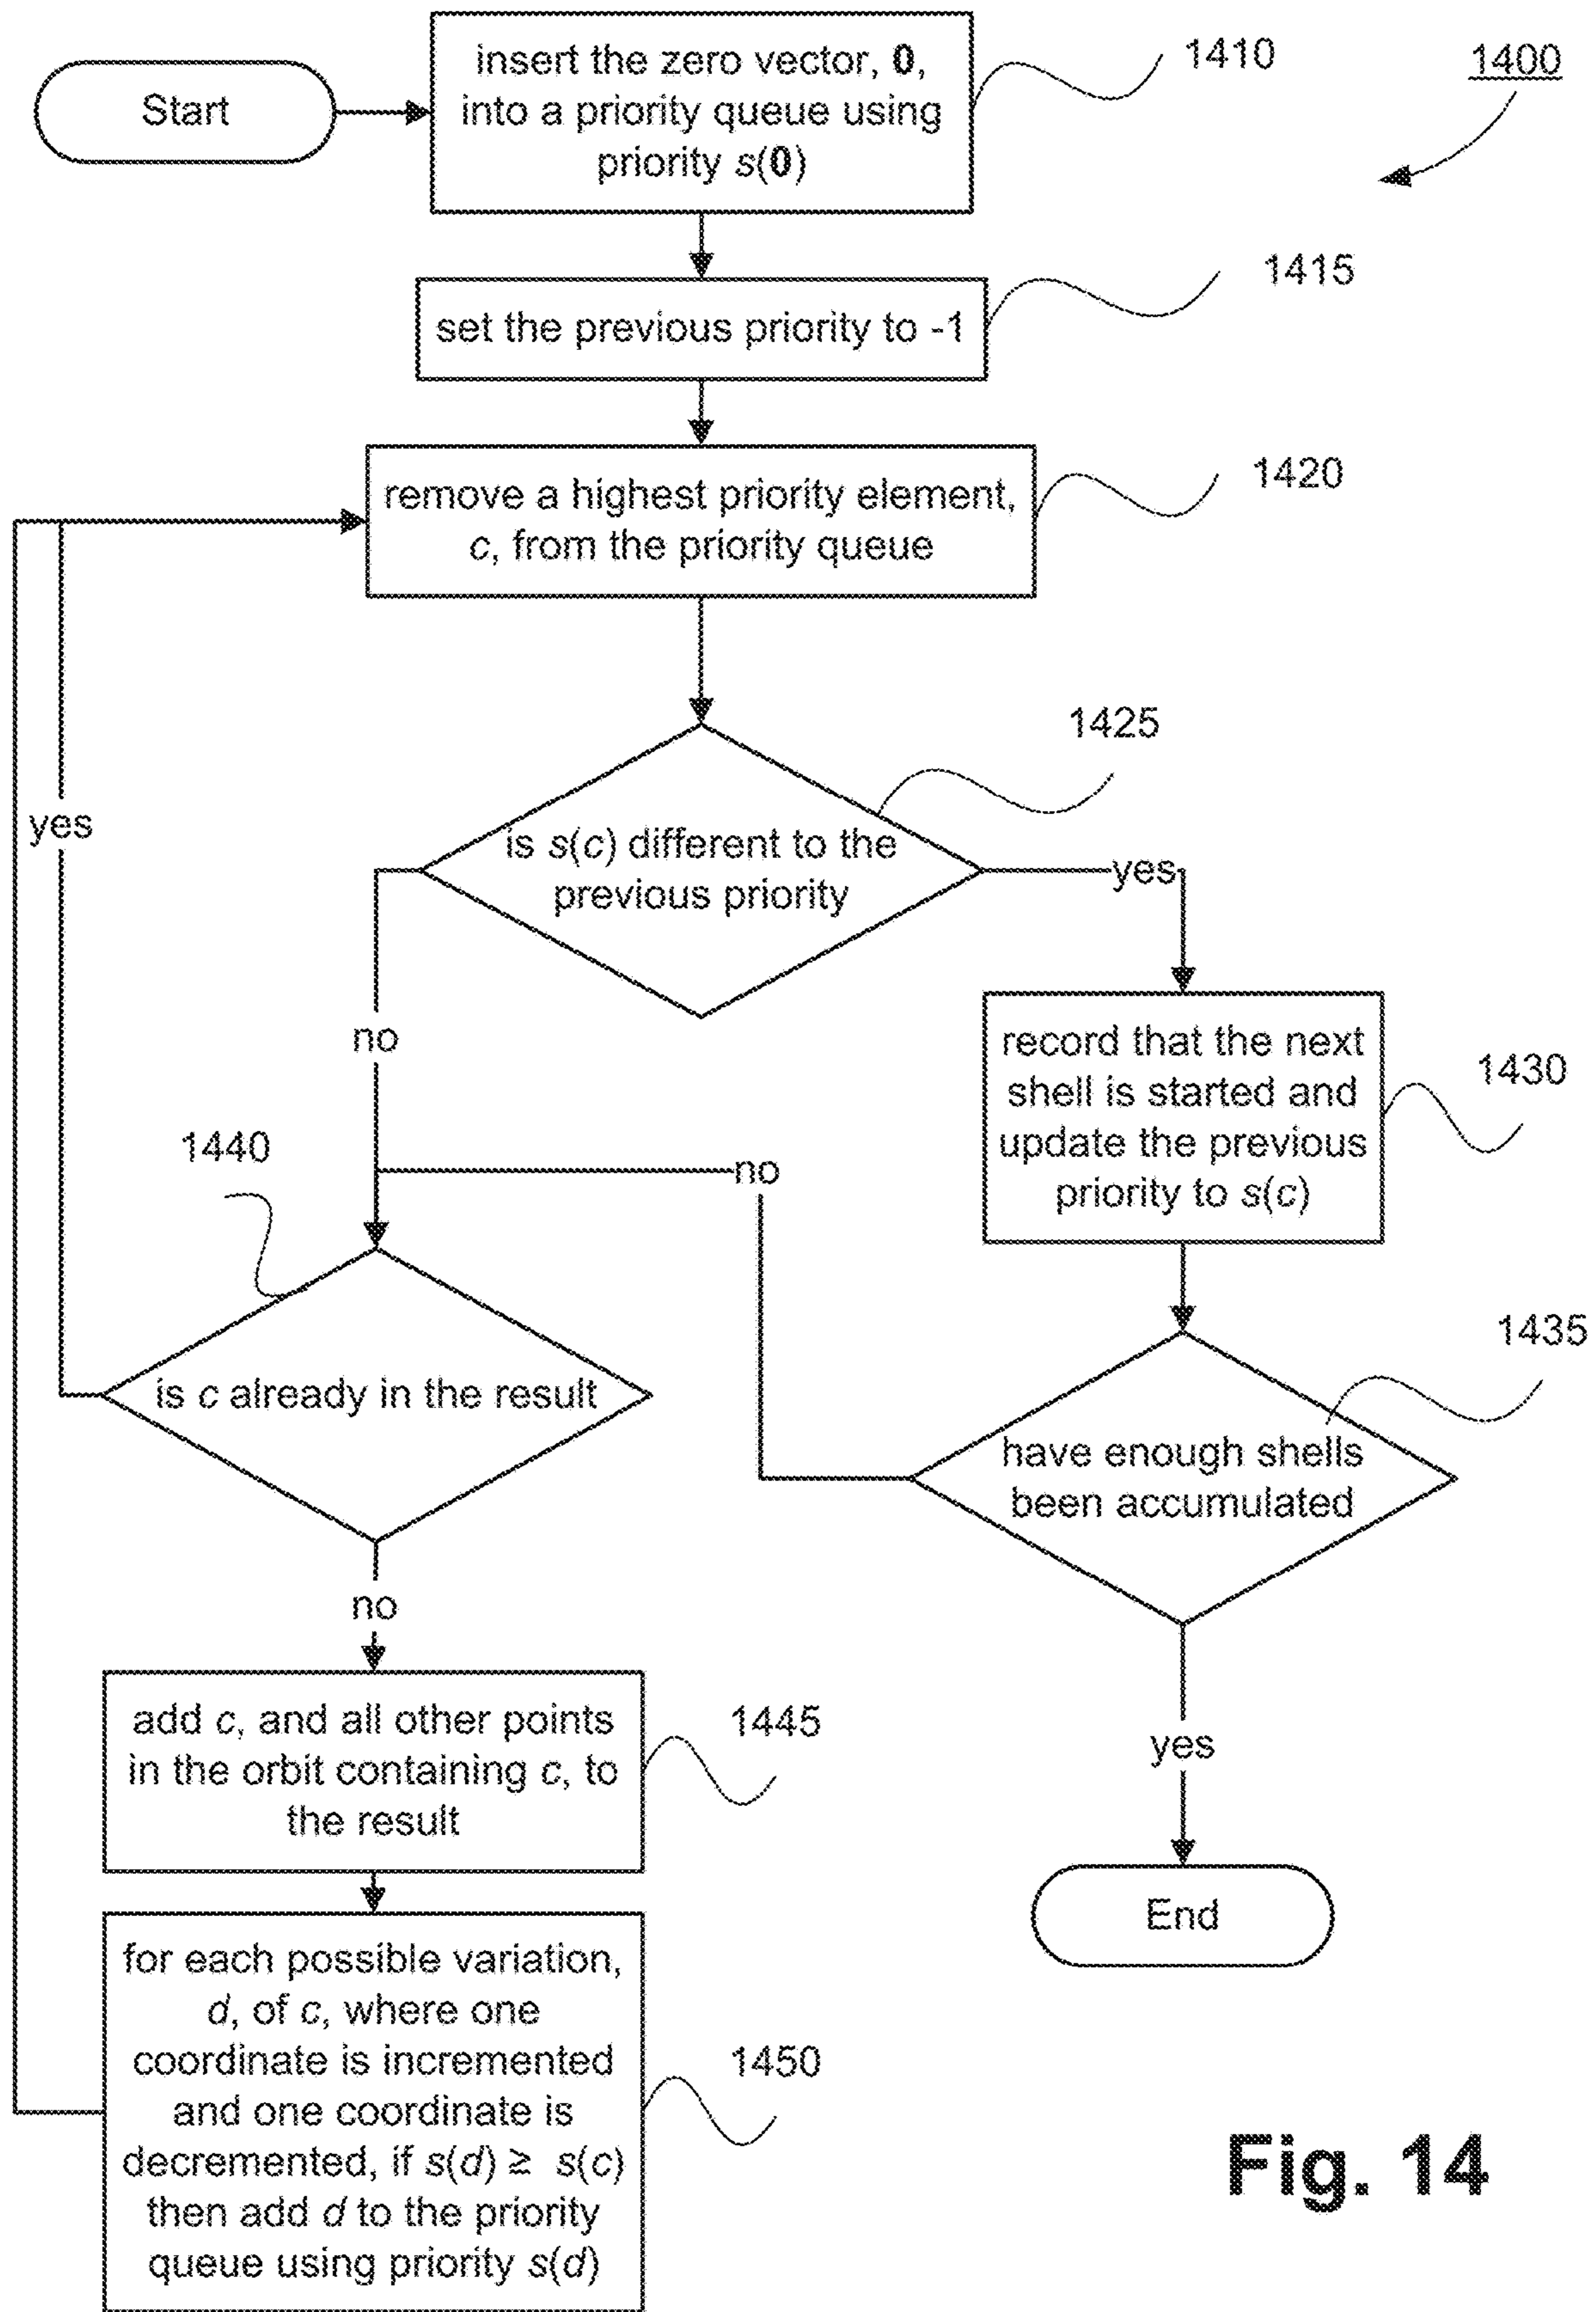 Start
insert the zero vector, 0,
into a priority queue using
priority s(0)
1410
1400
set the previous priority to -1
1415
remove a highest priority element,
c, from the priority queue
1420
is s(c) different to the
previous priority
1425
yes
yes
no
record that the next
shell is started and
update the previous
priority to s(c)
1430
1440
no
is c already in the result
have enough shells
been accumulated
1435
no
yes
add c, and all other points
in the orbit containing c, to
the result
1445
End
for each possible variation,
d, of c, where one
coordinate is incremented
and one coordinate is
decremented, if s(d) ≥ s(c)
then add d to the priority
queue using priority s(d)
1450
Fig. 14